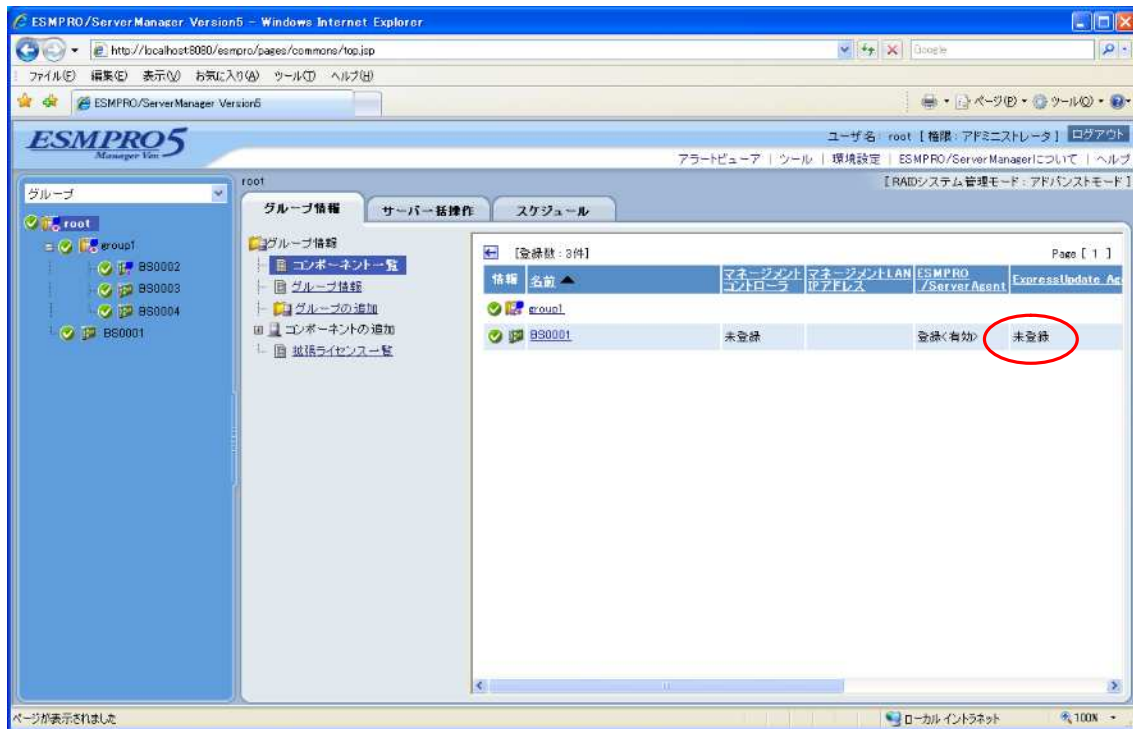 ESMPRO/ServerManager Version5 - Windows Internet Explorer
http://localhost:8080/esmpro/pages/commons/top.jsp
Google
ファイル(F) 編集(E) 表示(V) お気に入り(A) ツール(T) ヘルプ(H)
ESMPRO/ServerManager Version5
ページ(P) ツール(O)
ESMPRO5
Manager Ven
ユーザ名: root [ 権限 : アドミニストレータ ] ログアウト
アラートビューア | ツール | 環境設定 | ESMPRO/ServerManagerについて | ヘルプ
グループ
root
[ RAIDシステム管理モード : アドバンストモード ]
グループ情報 サーバ一括操作 スケジュール
root
group1
BS0002
BS0003
BS0004
BS0001
グループ情報
コンポーネント一覧
グループ情報
グループの追加
コンポーネントの追加
拡張ライセンス一覧
[登録数 : 3件]
Page [ 1 ]
情報 名前 ▲ マネージメントコントローラ マネージメントLAN IPアドレス ESMPRO/ServerAgent ExpressUpdate Ag
group1
BS0001 未登録 登録<有効> 未登録
ページが表示されました
ローカル イントラネット
100%